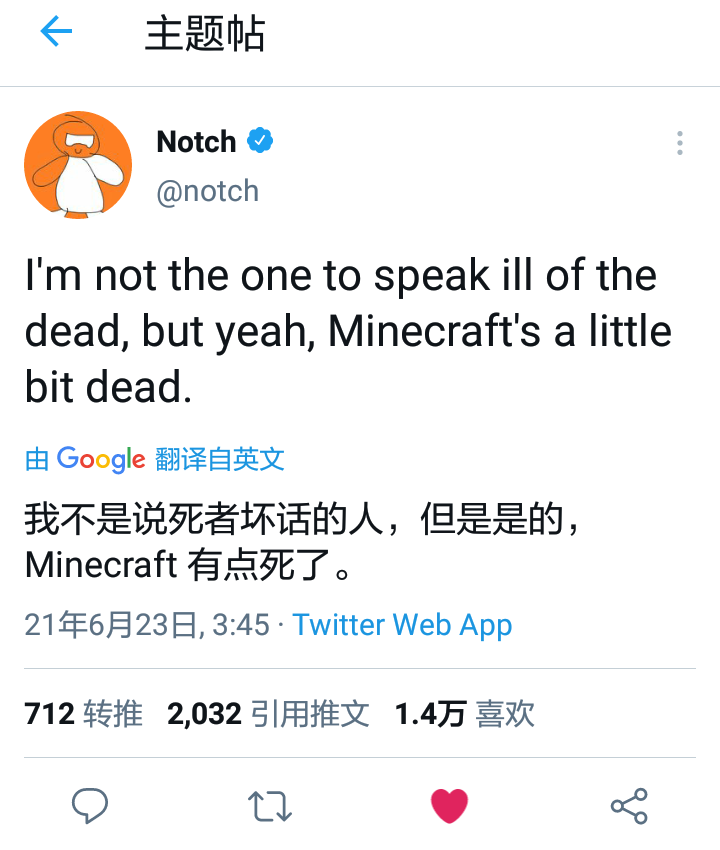 主题帖
Notch
@notch
I'm not the one to speak ill of the
dead, but yeah, Minecraft's a little
bit dead.
由 Google 翻译自英文
我不是说死者坏话的人，但是是的，
Minecraft 有点死了。
21年6月23日, 3:45 · Twitter Web App
712 转推 2,032 引用推文 1.4万 喜欢